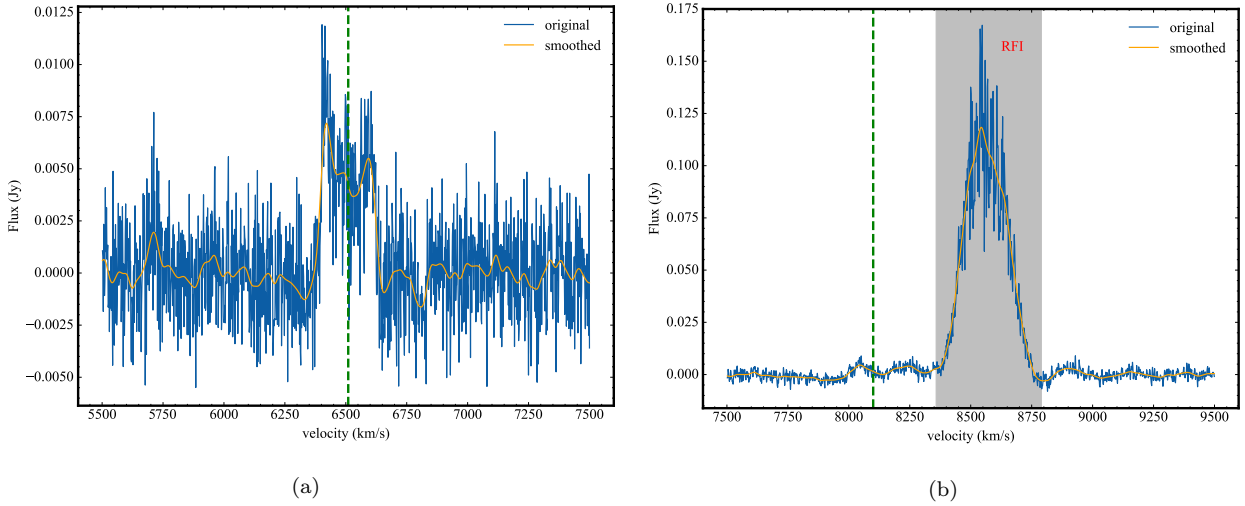 original
smoothed
0.0125
0.0100
0.0075
0.0050
0.0025
0.0000
−0.0025
−0.0050
Flux (Jy)
5500 5750 6000 6250 6500 6750 7000 7250 7500
velocity (km/s)
(a)
RFI
original
smoothed
0.175
0.150
0.125
0.100
0.075
0.050
0.025
0.000
Flux (Jy)
7500 7750 8000 8250 8500 8750 9000 9250 9500
velocity (km/s)
(b)